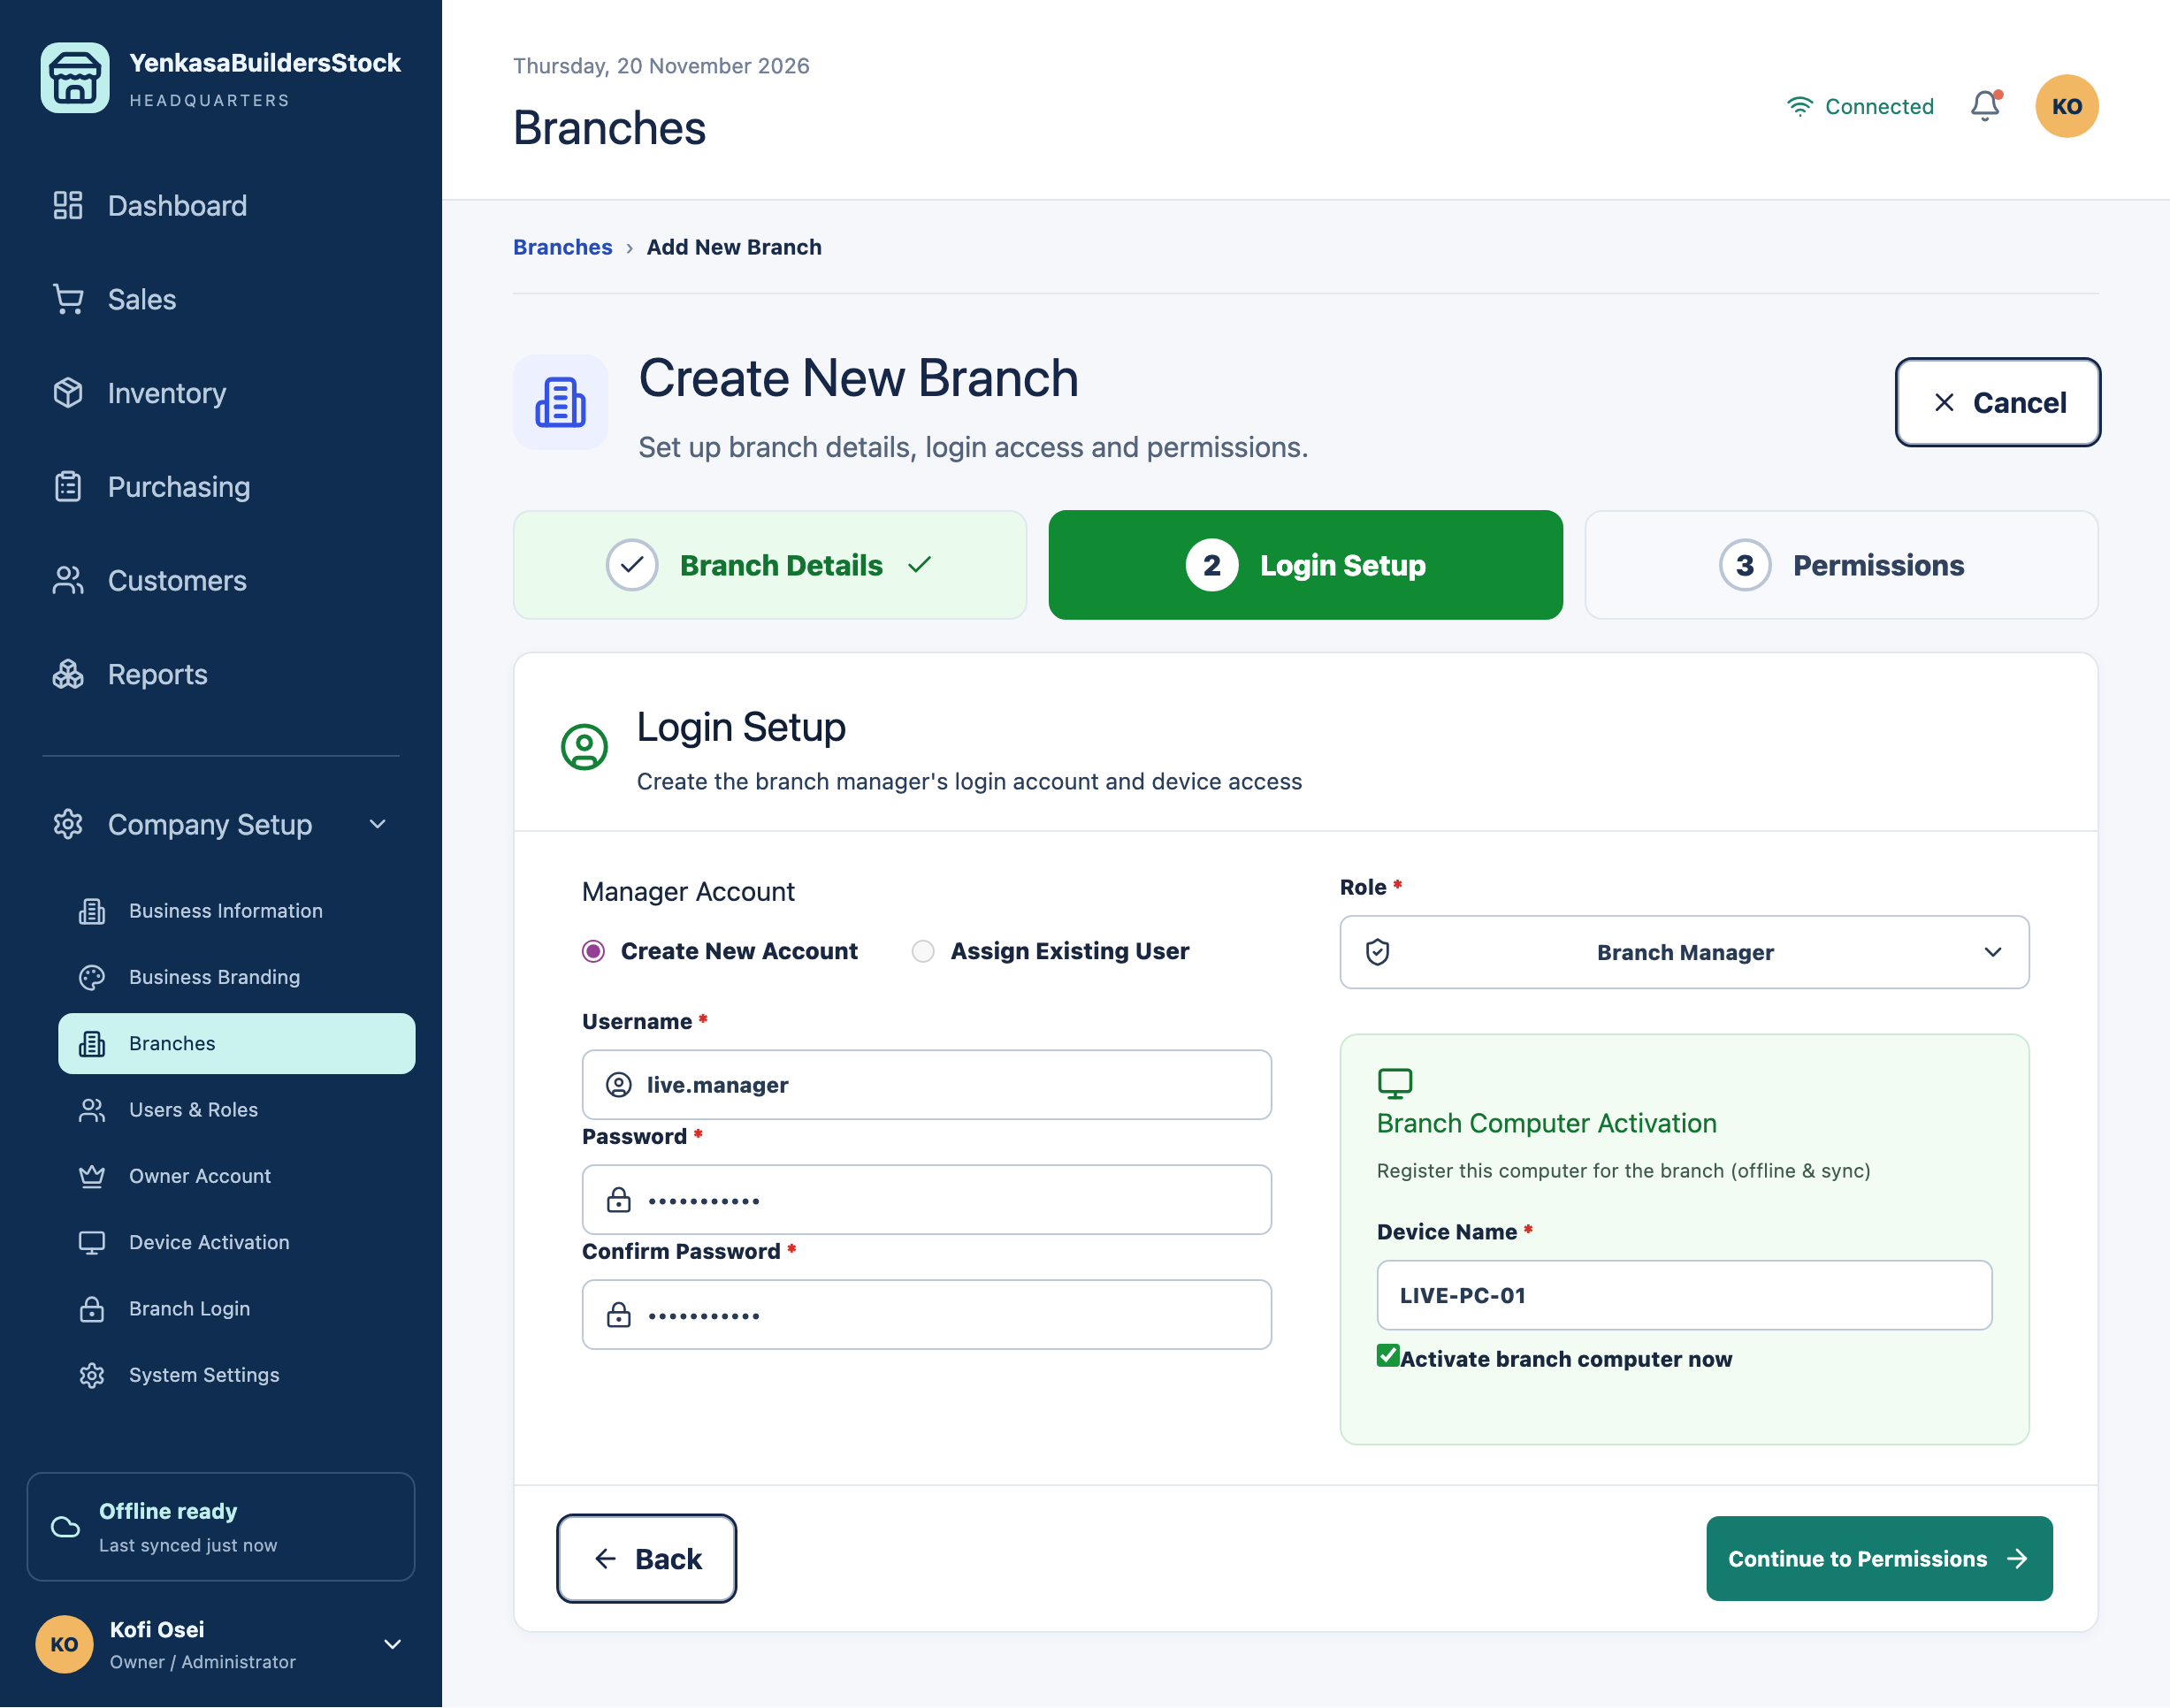 YenkasaBuildersStock
HEADQUARTERS
Dashboard
Sales
Inventory
Purchasing
Customers
Reports
Company Setup
Business Information
Business Branding
Branches
Users & Roles
Owner Account
Device Activation
Branch Login
System Settings
Offline ready
Last synced just now
KO
Kofi Osei
Owner / Administrator
Thursday, 20 November 2026
Branches
Connected
KO
Branches › Add New Branch
Create New Branch
Set up branch details, login access and permissions.
Cancel
Branch Details
2 Login Setup
3 Permissions
Login Setup
Create the branch manager's login account and device access
Manager Account
Create New Account
Assign Existing User
Username *
live.manager
Password *
•••••••••••
Confirm Password *
•••••••••••
Role *
Branch Manager
Branch Computer Activation
Register this computer for the branch (offline & sync)
Device Name *
LIVE-PC-01
Activate branch computer now
Back
Continue to Permissions